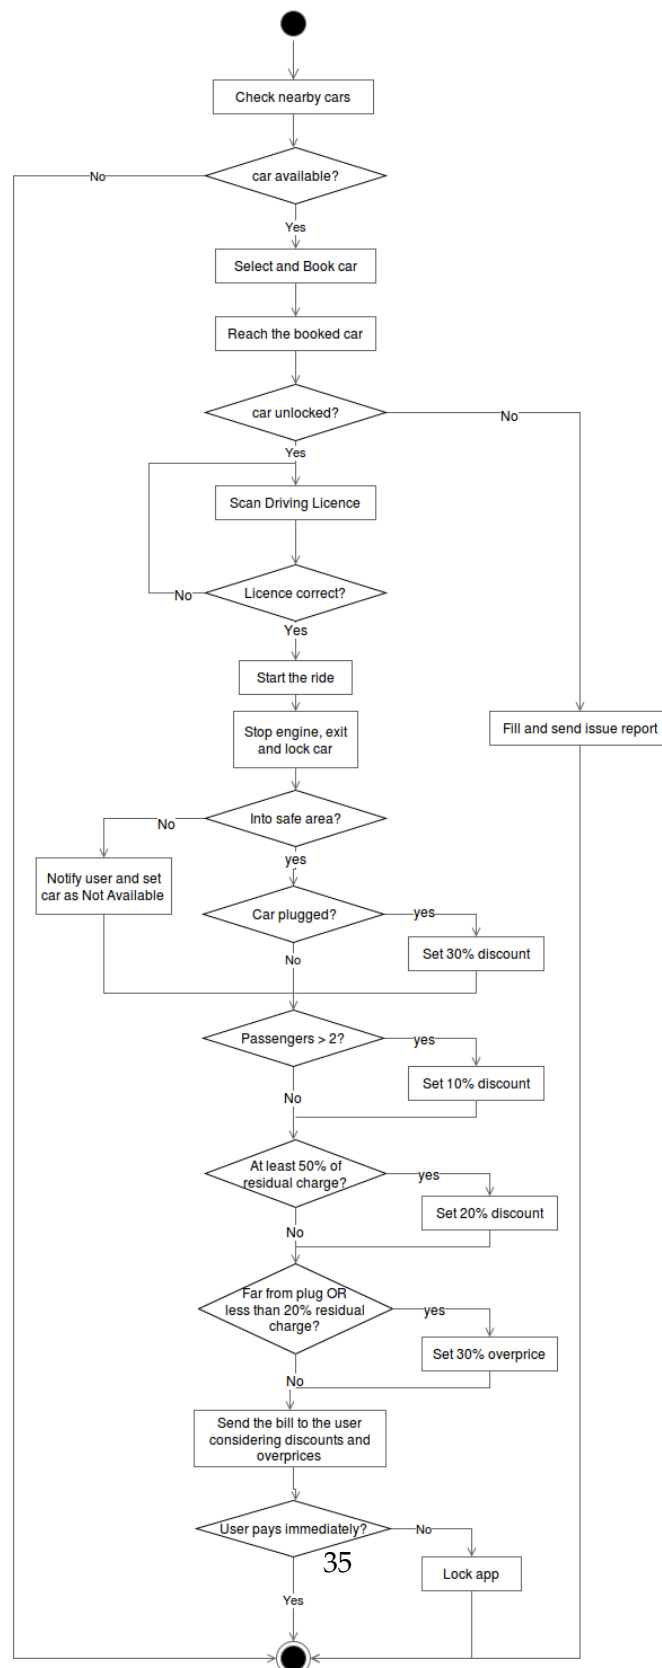 Check nearby cars
car available?
No
Yes
Select and Book car
Reach the booked car
car unlocked?
No
Yes
Scan Driving Licence
Licence correct?
No
Yes
Start the ride
Stop engine, exit
and lock car
Fill and send issue report
Into safe area?
No
yes
Notify user and set
car as Not Available
Car plugged?
yes
Set 30% discount
No
Passengers > 2?
yes
Set 10% discount
No
At least 50% of
residual charge?
yes
Set 20% discount
No
Far from plug OR
less than 20% residual
charge?
yes
Set 30% overprice
No
Send the bill to the user
considering discounts and
overprices
User pays immediately?
No
35
Lock app
Yes